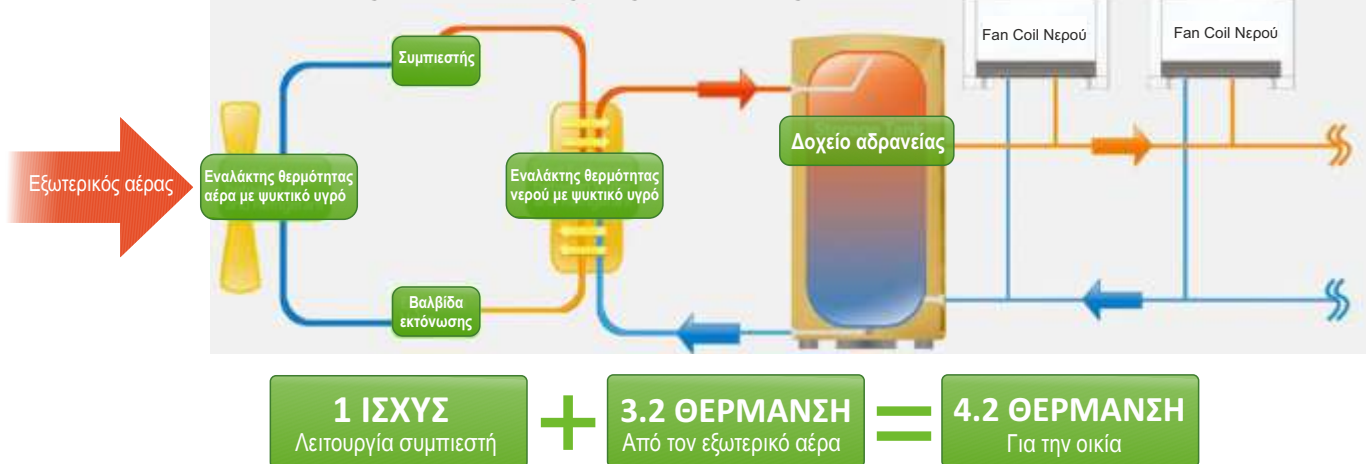 Fan Coil Νερού
Fan Coil Νερού
Συμπιεστής
Δοχείο αδρανείας
Εξωτερικός αέρας
Εναλάκτης θερμότητας
αέρα με ψυκτικό υγρό
Εναλάκτης θερμότητας
νερού με ψυκτικό υγρό
Βαλβίδα
εκτόνωσης
1 ΙΣΧΥΣ
Λειτουργία συμπιεστή
+
3.2 ΘΕΡΜΑΝΣΗ
Από τον εξωτερικό αέρα
=
4.2 ΘΕΡΜΑΝΣΗ
Για την οικία